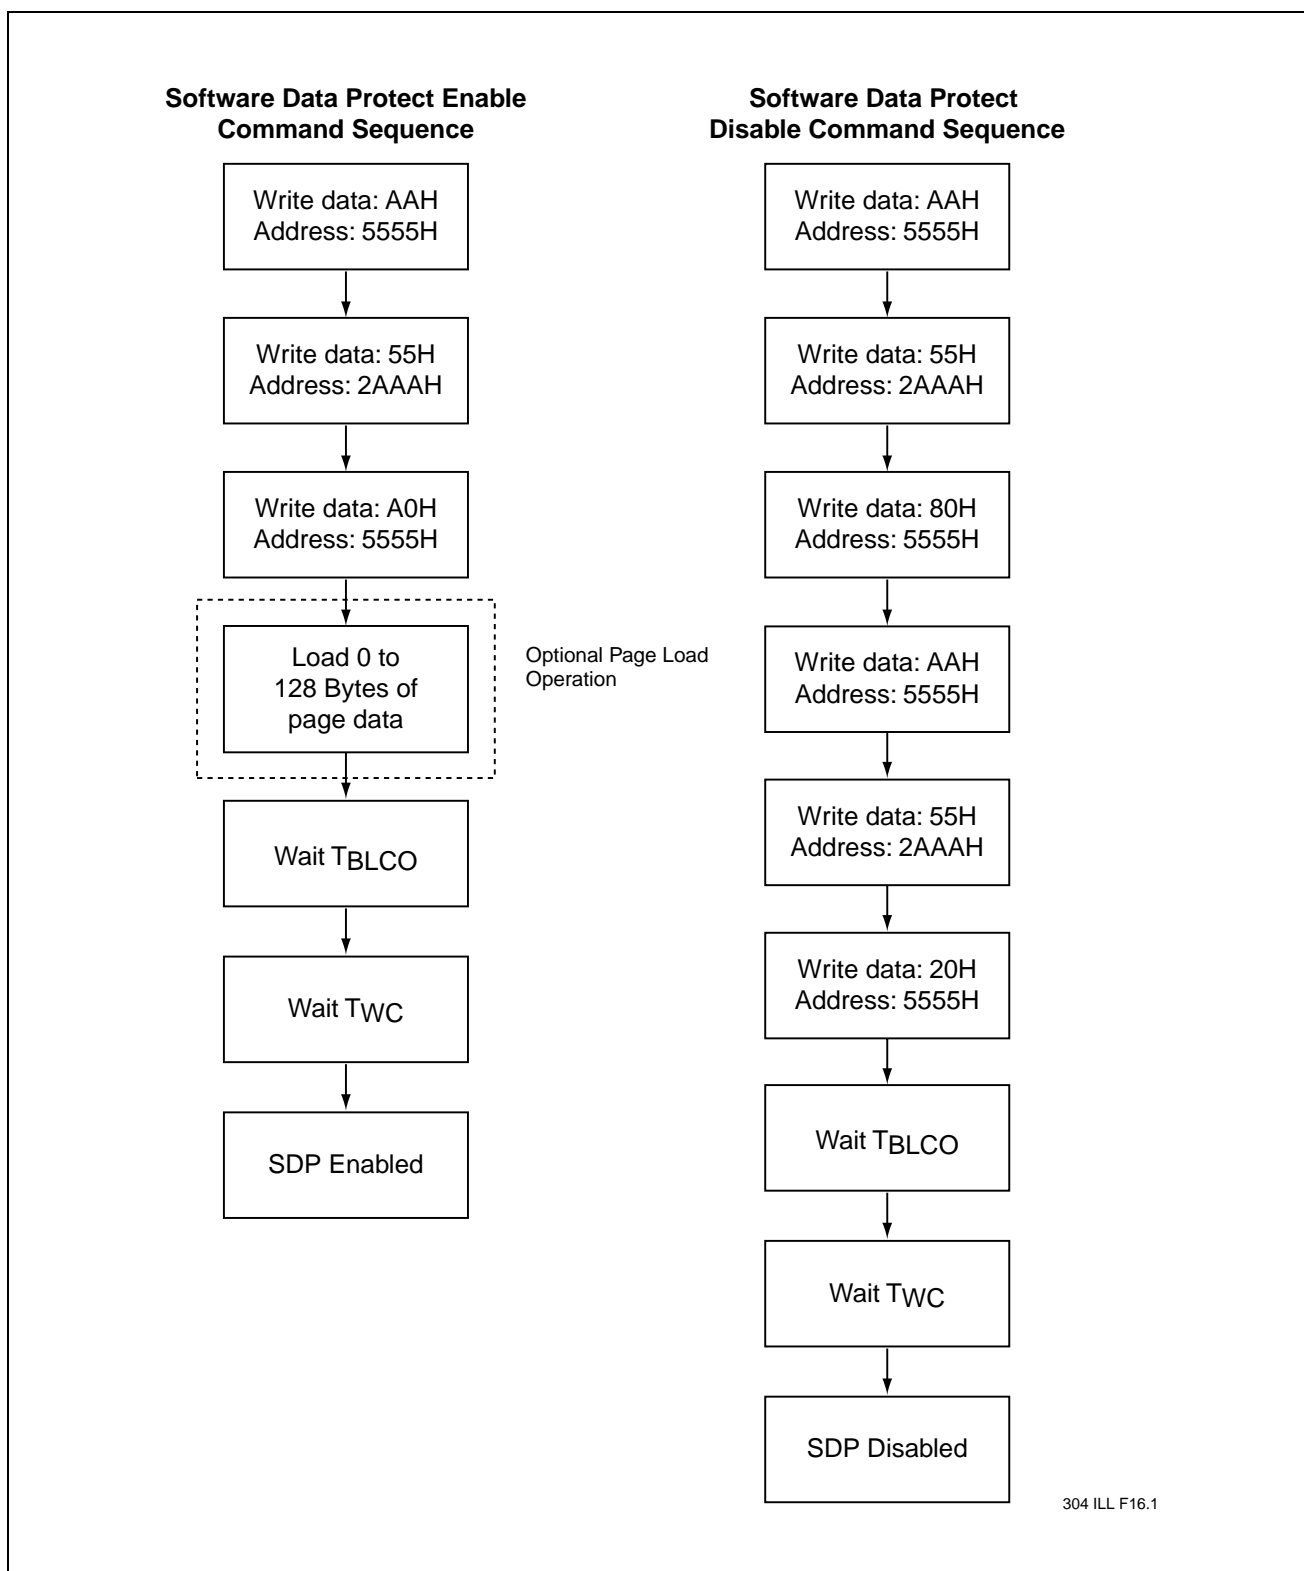 Software Data Protect Enable
Command Sequence
Write data: AAH
Address: 5555H
Write data: 55H
Address: 2AAAH
Write data: A0H
Address: 5555H
Load 0 to
128 Bytes of
page data
Optional Page Load
Operation
Wait TBLCO
Wait TWC
SDP Enabled
Software Data Protect
Disable Command Sequence
Write data: AAH
Address: 5555H
Write data: 55H
Address: 2AAAH
Write data: 80H
Address: 5555H
Write data: AAH
Address: 5555H
Write data: 55H
Address: 2AAAH
Write data: 20H
Address: 5555H
Wait TBLCO
Wait TWC
SDP Disabled
304 ILL F16.1